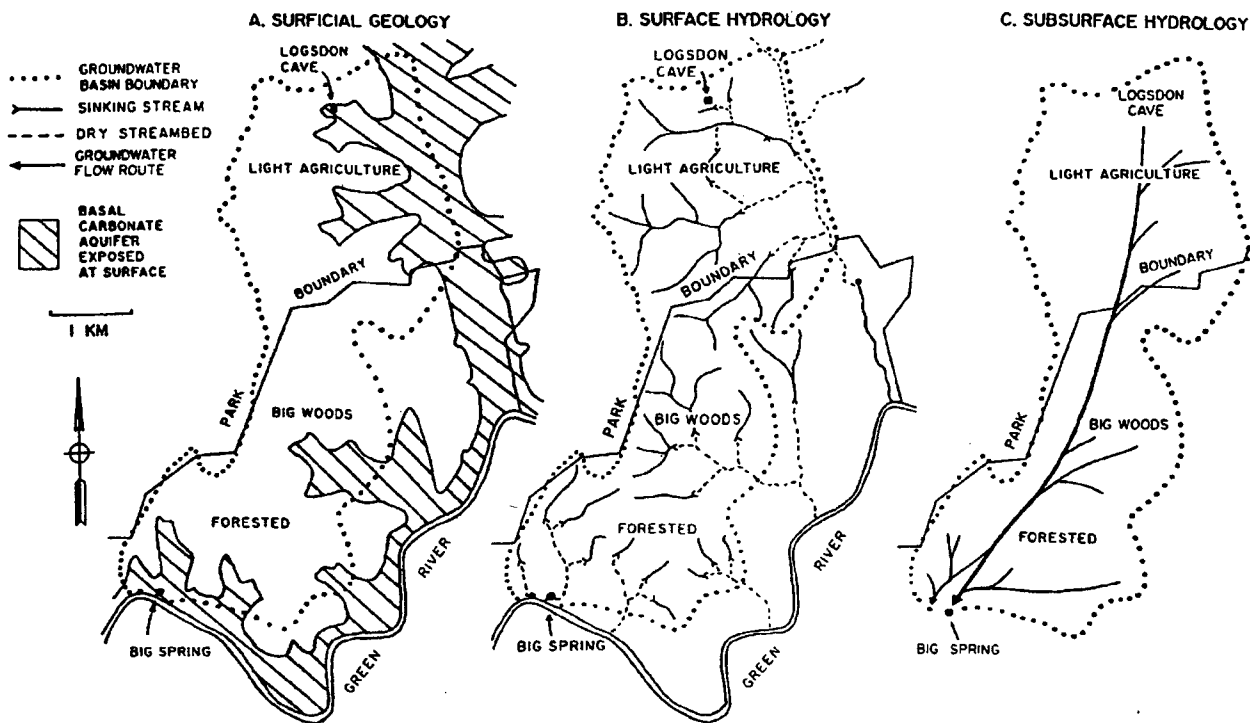 A. SURFICIAL GEOLOGY
B. SURFACE HYDROLOGY
C. SUBSURFACE HYDROLOGY
GROUNDWATER
BASIN BOUNDARY
SINKING STREAM
DRY STREAMBED
GROUNDWATER
FLOW ROUTE
BASAL
CARBONATE
AQUIFER
EXPOSED
AT SURFACE
1 KM
LOGSDON
CAVE
LIGHT AGRICULTURE
BOUNDARY
PARK
BIG WOODS
FORESTED
RIVER
GREEN
BIG SPRING
LOGSDON
CAVE
LIGHT AGRICULTURE
BOUNDARY
PARK
BIG WOODS
FORESTED
RIVER
GREEN
BIG SPRING
LOGSDON
CAVE
LIGHT AGRICULTURE
BOUNDARY
PARK
BIG WOODS
FORESTED
BIG SPRING